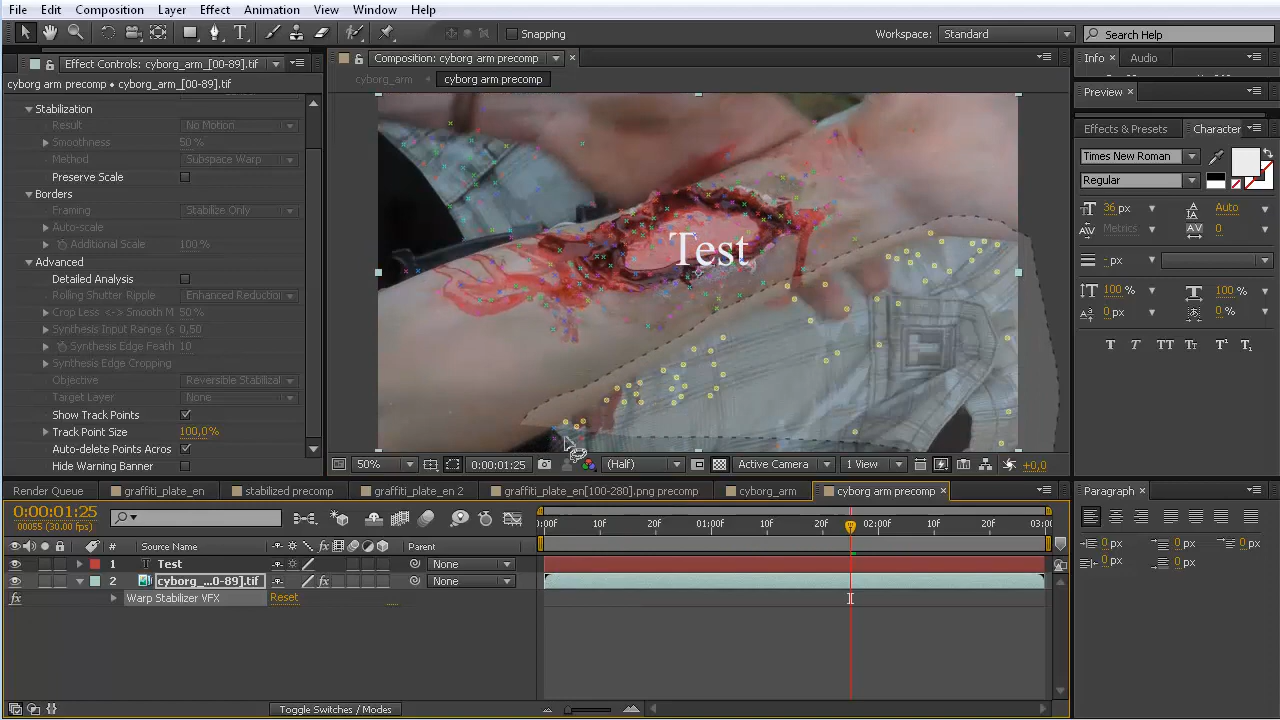 File Edit Composition Layer Effect Animation View Window Help
Snapping Workspace: Standard Search Help
Effect Controls: cyborg_arm_[00-89].tif
cyborg arm precomp • cyborg_arm_[00-89].tif
Stabilization
Result No Motion
Smoothness 50 %
Method Subspace Warp
Preserve Scale
Borders
Framing Stabilize Only
Auto-scale
Additional Scale 100 %
Advanced
Detailed Analysis
Rolling Shutter Ripple Enhanced Reduction
Crop Less <-> Smooth M 50 %
Synthesis Input Range (s 0,50
Synthesis Edge Feath 10
Synthesis Edge Cropping
Objective Reversible Stabilizat
Target Layer None
Show Track Points
Track Point Size 100,0%
Auto-delete Points Acros
Hide Warning Banner
Composition: cyborg arm precomp
cyborg_arm cyborg arm precomp
Test
50% 0:00:01:25 (Half) Active Camera 1 View +0,0
Info Audio
Preview
Effects & Presets Character
Times New Roman
Regular
36 px Auto
Metrics 0
- px
100 % 100 %
0 px 0 %
T T TT Tт T¹ T₁
Render Queue graffiti_plate_en stabilized precomp graffiti_plate_en 2 graffiti_plate_en[100-280].png precomp cyborg_arm cyborg arm precomp
0:00:01:25
00055 (30.00 fps)
# Source Name Parent
:00F 10F 20F 01:00F 10F 20F 02:00F 10F 20F 03:0
1 T Test None
2 cyborg_...0-89].tif None
fx Warp Stabilizer VFX Reset
Toggle Switches / Modes
Paragraph
0 px 0 px 0 px
0 px 0 px